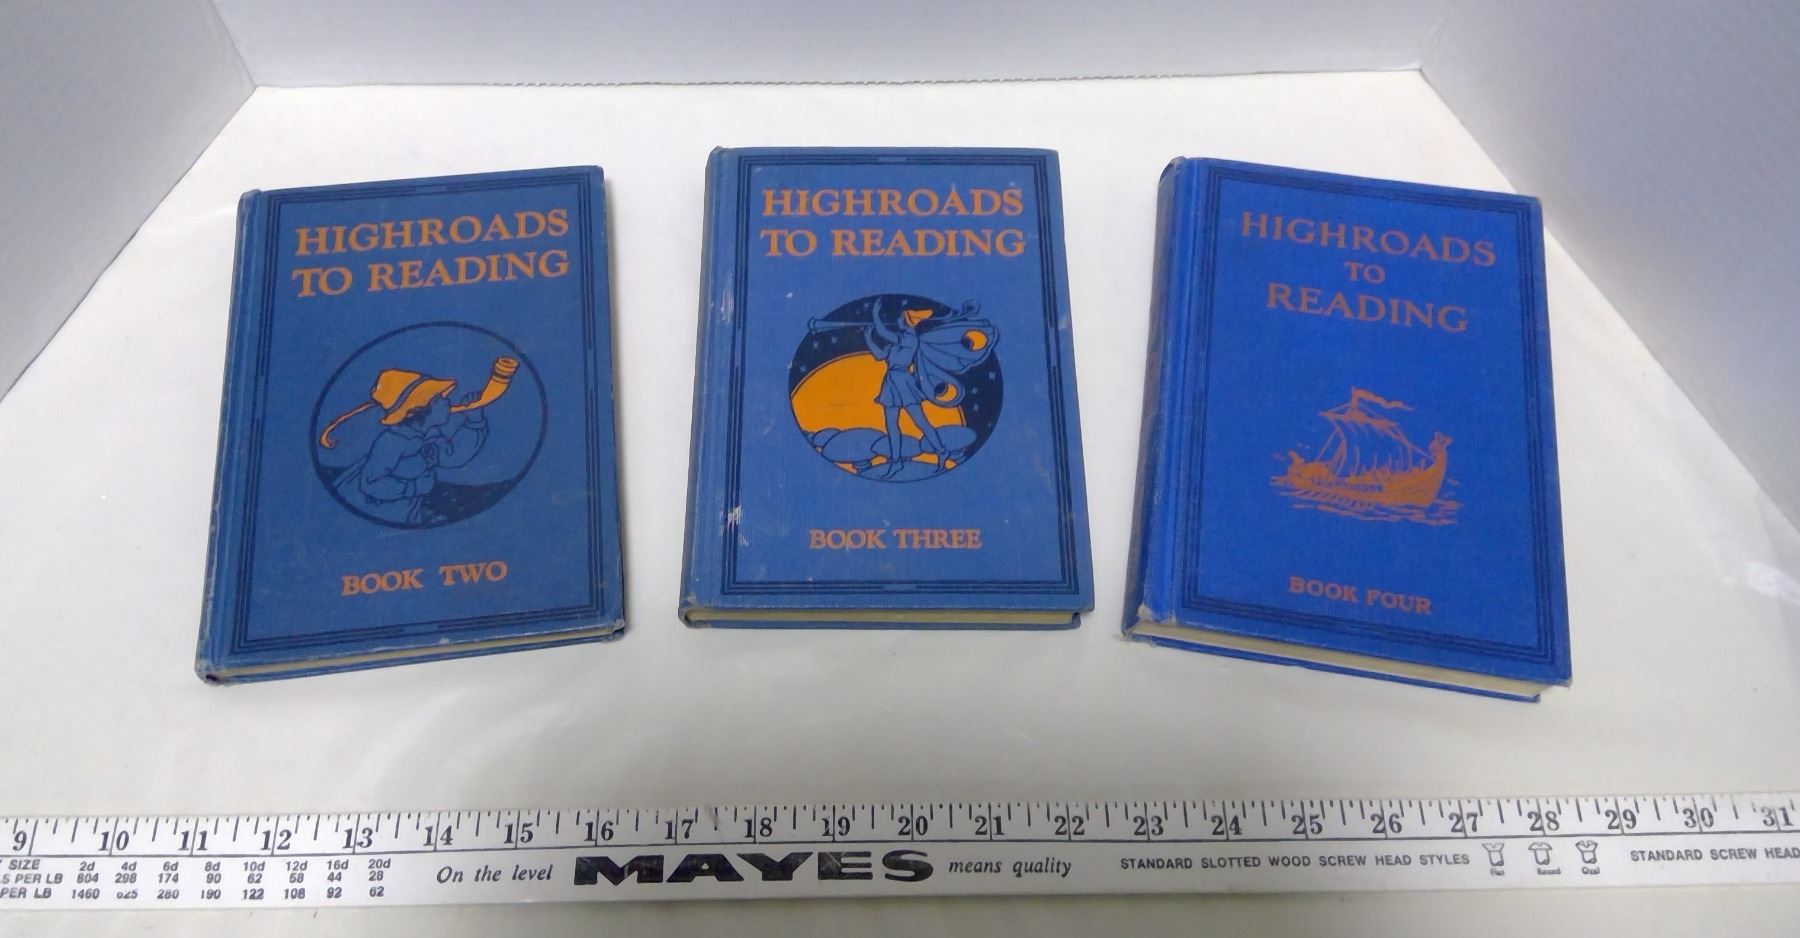 HIGHROADS
TO READING
BOOK TWO
HIGHROADS
TO READING
BOOK THREE
HIGHROADS
TO
READING
BOOK FOUR
9 10 11 12 13 14 15 16 17 18 19 20 21 22 23 24 25 26 27 28 29 30 31
SIZE 2d 4d 6d 8d 10d 12d 16d 20d
PER LB 804 298 174 90 62 58 44 28
PER LB 1460 190 122 108 92 62
On the level MAYES means quality
STANDARD SLOTTED WOOD SCREW HEAD STYLES
Flat Round Oval
STANDARD SCREW HEAD